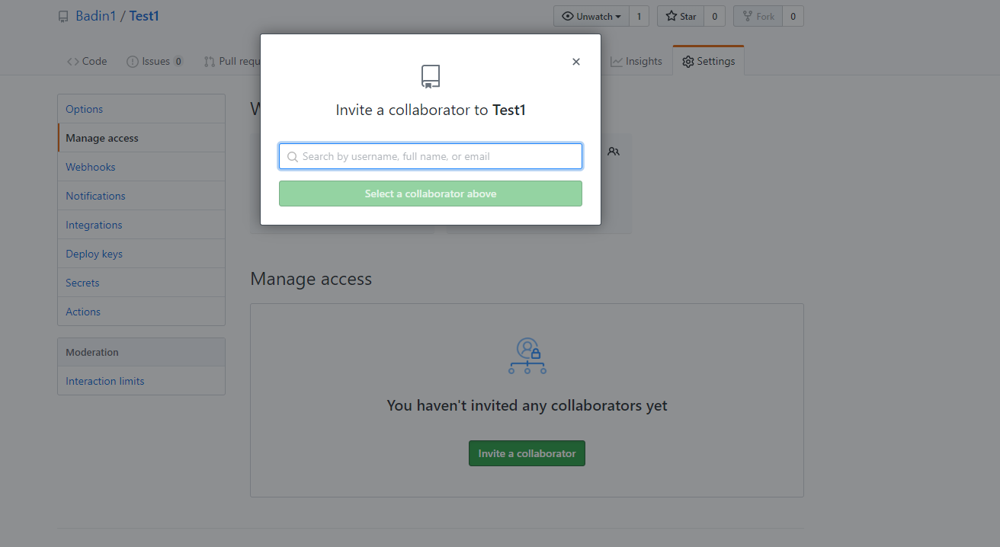 Badin1 / Test1
Unwatch 1 Star 0 Fork 0
Code Issues 0 Pull requ Insights Settings
Invite a collaborator to Test1
Search by username, full name, or email
Select a collaborator above
Options
Manage access
Webhooks
Notifications
Integrations
Deploy keys
Secrets
Actions
Moderation
Interaction limits
W
Manage access
You haven't invited any collaborators yet
Invite a collaborator